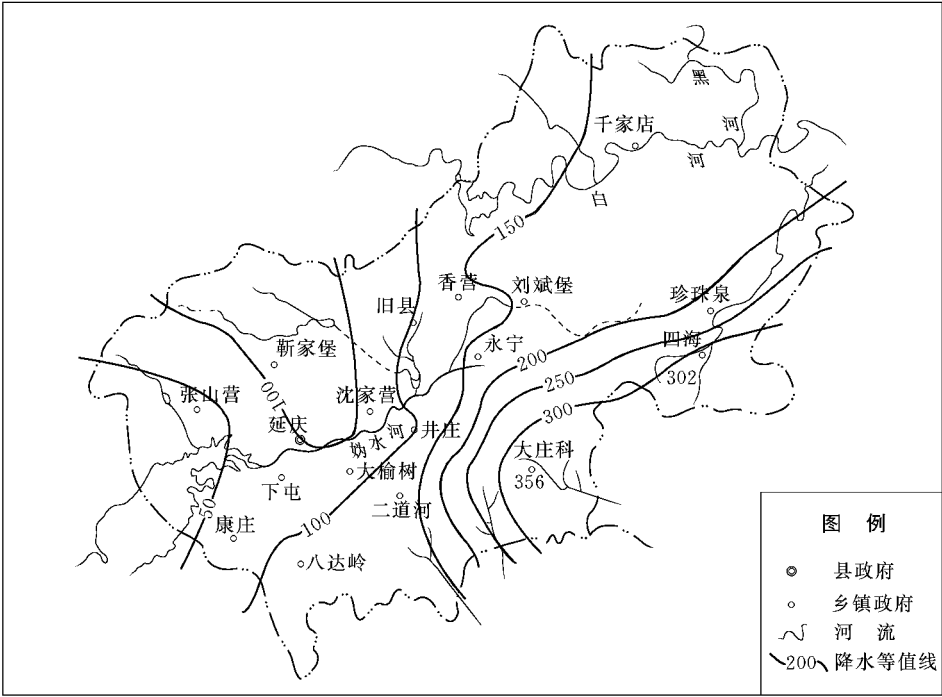 黑
河
千家店
河
白
150
香营
刘斌堡
珍珠泉
旧县
靳家堡
永宁
四海
200
302
250
张山营
100
沈家营
300
延庆
妫水河
井庄
大庄科
356
大榆树
下屯
二道河
50
康庄
100
八达岭
图 例
县政府
乡镇政府
河 流
200 降水等值线